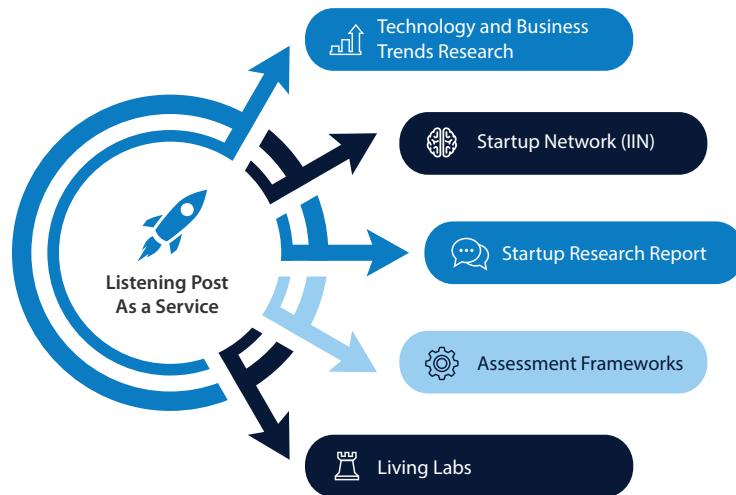 Technology and Business
Trends Research
Startup Network (IIN)
Listening Post
As a Service
Startup Research Report
Assessment Frameworks
Living Labs